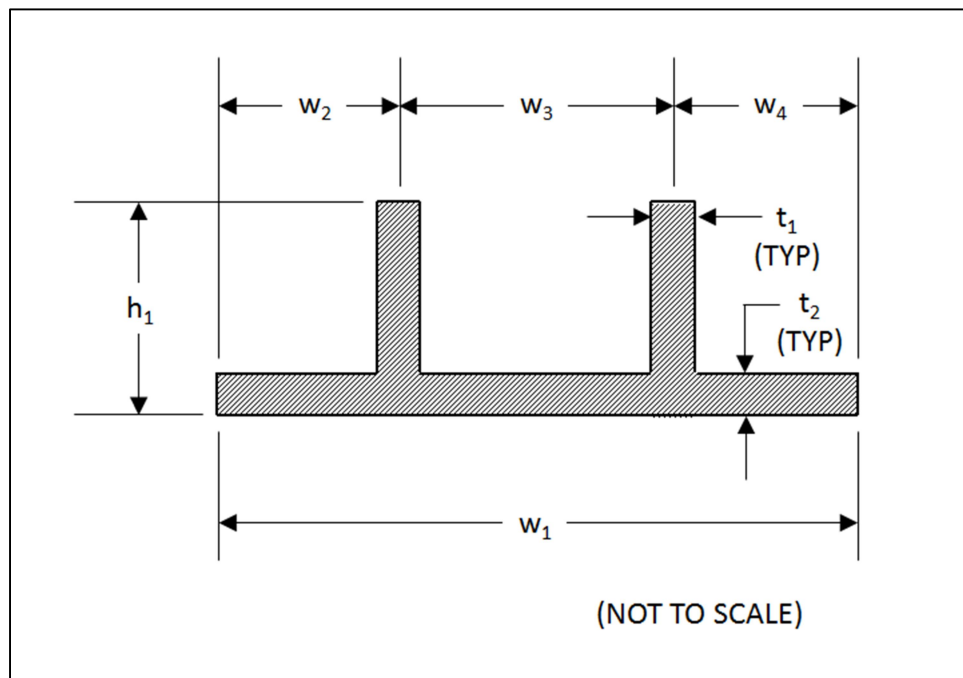 w₂
w₃
w₄
t₁
(TYP)
h₁
t₂
(TYP)
w₁
(NOT TO SCALE)